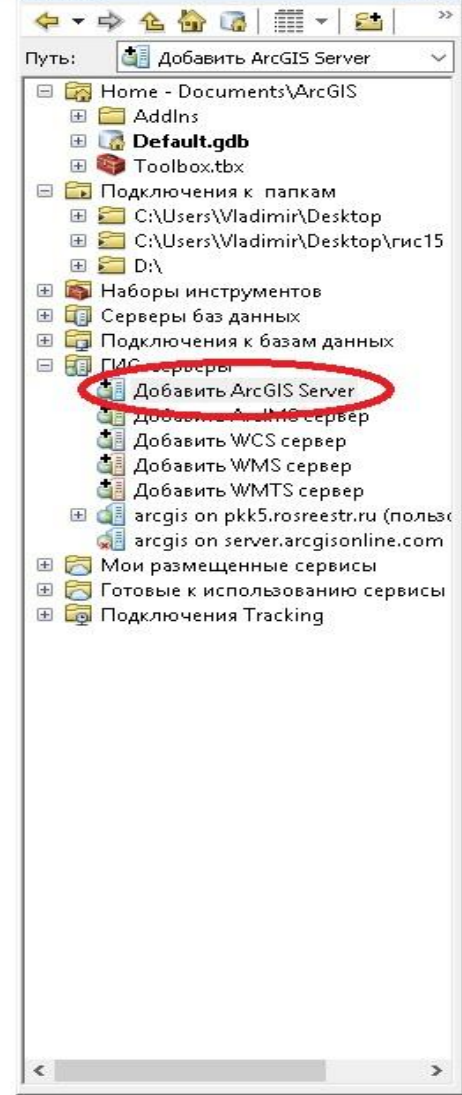 Путь: Добавить ArcGIS Server
Home - Documents\ArcGIS
AddIns
Default.gdb
Toolbox.tbx
Подключения к папкам
C:\Users\Vladimir\Desktop
C:\Users\Vladimir\Desktop\гис15
D:\
Наборы инструментов
Серверы баз данных
Подключения к базам данных
ГИС-серверы
Добавить ArcGIS Server
Добавить ArcIMS сервер
Добавить WCS сервер
Добавить WMS сервер
Добавить WMTS сервер
arcgis on pkk5.rosreestr.ru (польз
arcgis on server.arcgisonline.com
Мои размещенные сервисы
Готовые к использованию сервисы
Подключения Tracking